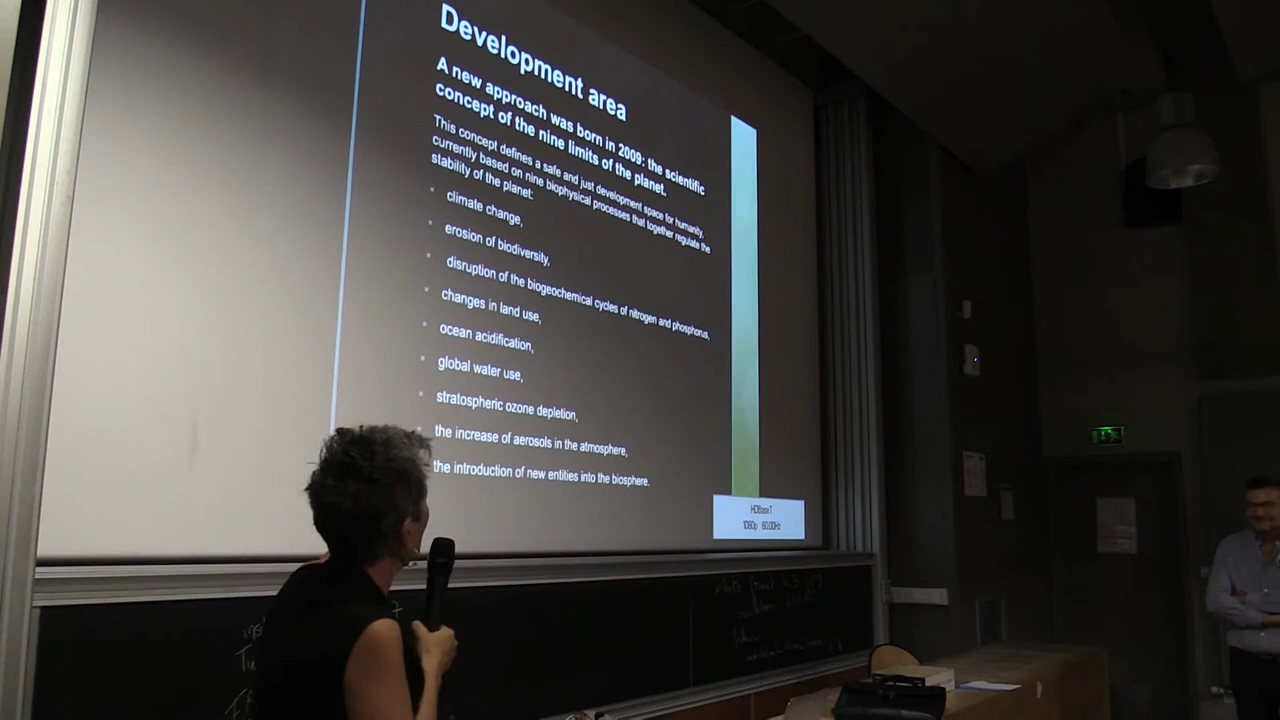 Development area
A new approach was born in 2009: the scientific
concept of the nine limits of the planet.
This concept defines a safe and just development space for humanity,
currently based on nine biophysical processes that together regulate the
stability of the planet:
climate change,
erosion of biodiversity,
disruption of the biogeochemical cycles of nitrogen and phosphorus,
changes in land use,
ocean acidification,
global water use,
stratospheric ozone depletion,
the increase of aerosols in the atmosphere,
the introduction of new entities into the biosphere.
HDBaseT
1080p 60.00Hz